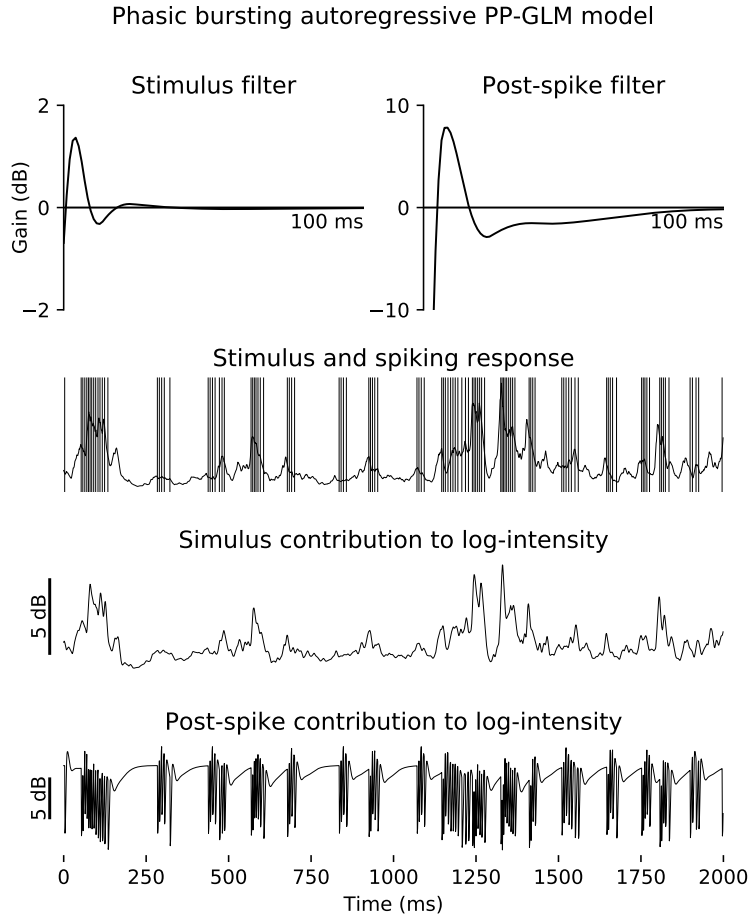 Phasic bursting autoregressive PP-GLM model
Stimulus filter
Post-spike filter
2
0
−2
Gain (dB)
100 ms
10
0
−10
100 ms
Stimulus and spiking response
Simulus contribution to log-intensity
5 dB
Post-spike contribution to log-intensity
5 dB
0 250 500 750 1000 1250 1500 1750 2000
Time (ms)